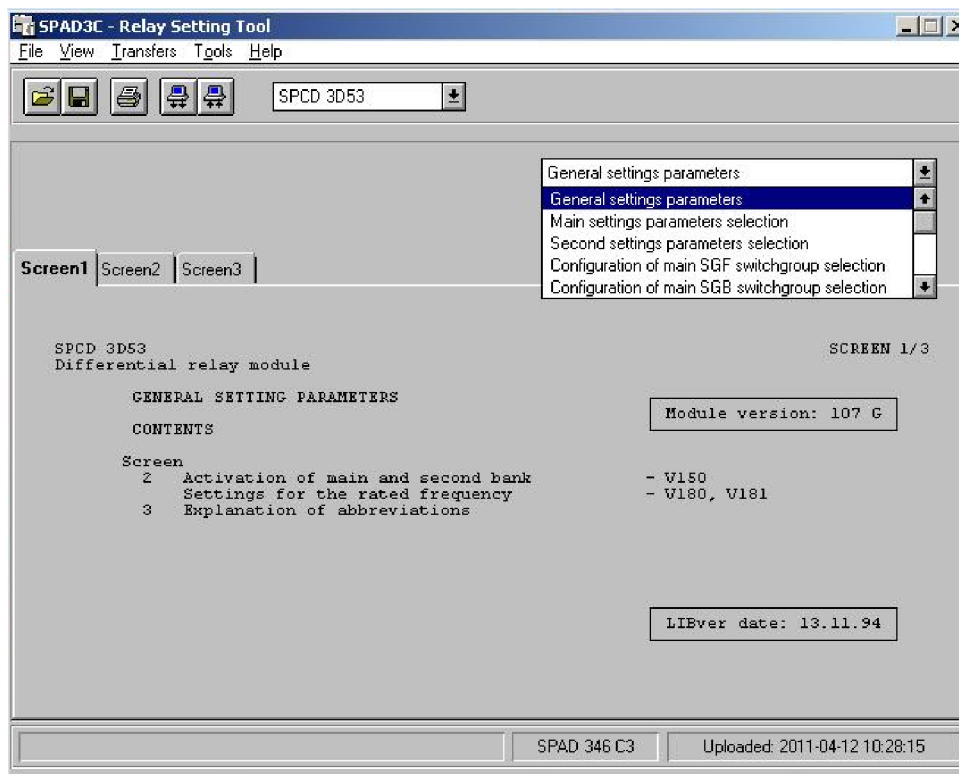 SPAD3C - Relay Setting Tool
File View Transfers Tools Help
SPCD 3D53
General settings parameters
General settings parameters
Main settings parameters selection
Second settings parameters selection
Configuration of main SGF switchgroup selection
Configuration of main SGB switchgroup selection
Screen1 Screen2 Screen3
SPCD 3D53 SCREEN 1/3
Differential relay module
GENERAL SETTING PARAMETERS
Module version: 107 G
CONTENTS
Screen
2 Activation of main and second bank - V150
Settings for the rated frequency - V180, V181
3 Explanation of abbreviations
LIBver date: 13.11.94
SPAD 346 C3 Uploaded: 2011-04-12 10:28:15